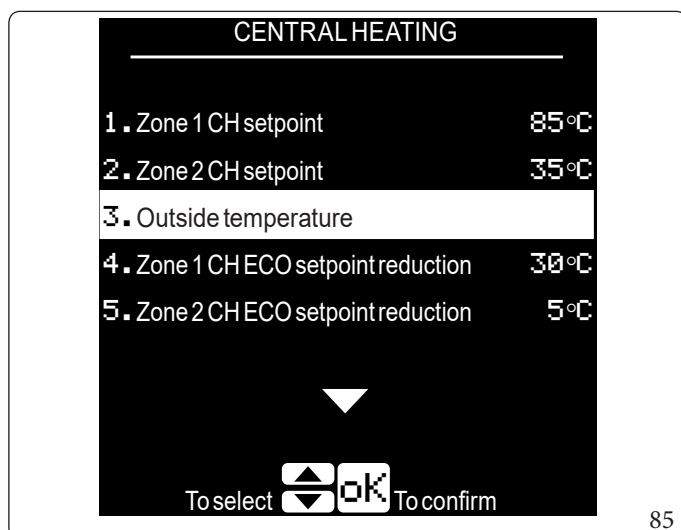 CENTRAL HEATING
1. Zone 1 CH setpoint 85°C
2. Zone 2 CH setpoint 35°C
3. Outside temperature
4. Zone 1 CH ECO setpoint reduction 30°C
5. Zone 2 CH ECO setpoint reduction 5°C
To select oK To confirm
85